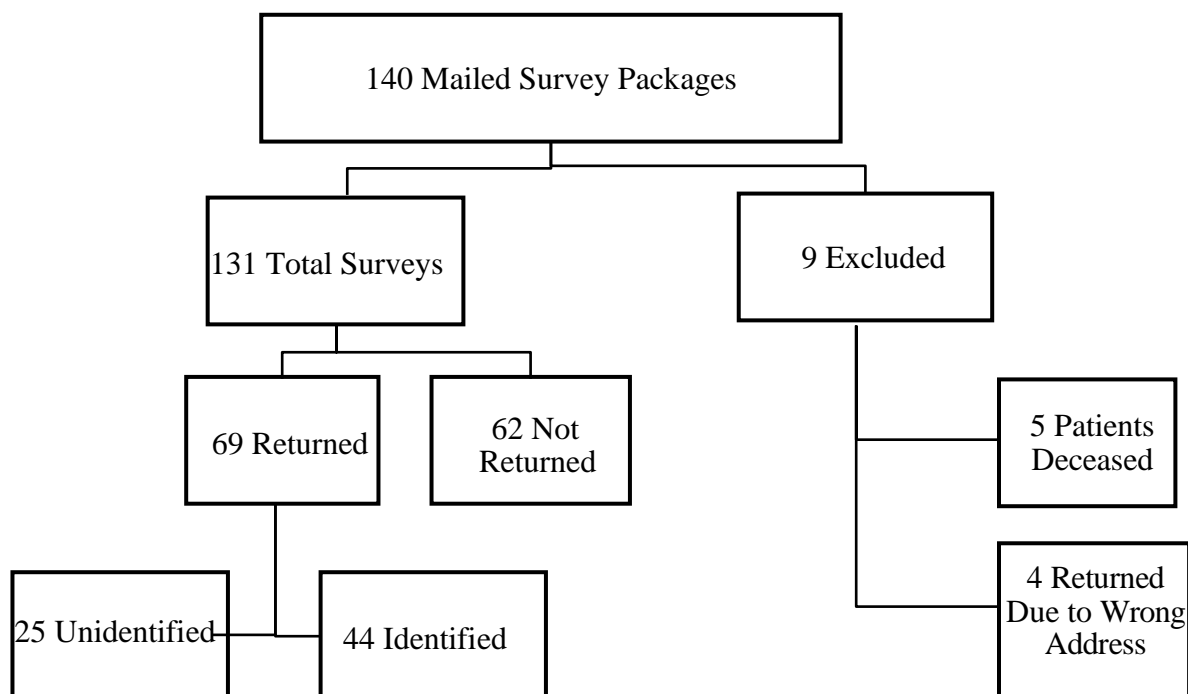 140 Mailed Survey Packages
131 Total Surveys
9 Excluded
69 Returned
62 Not
Returned
5 Patients
Deceased
25 Unidentified
44 Identified
4 Returned
Due to Wrong
Address